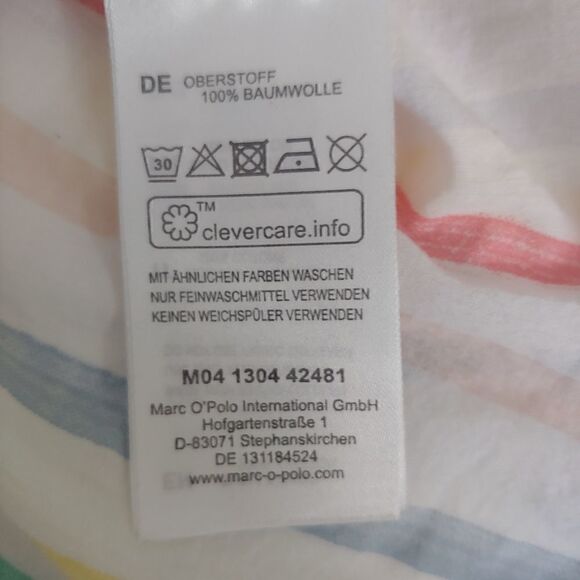 DE OBERSTOFF
100% BAUMWOLLE
30
TM
clevercare.info
MIT ÄHNLICHEN FARBEN WASCHEN
NUR FEINWASCHMITTEL VERWENDEN
KEINEN WEICHSPÜLER VERWENDEN
M04 1304 42481
Marc O'Polo International GmbH
Hofgartenstraße 1
D-83071 Stephanskirchen
DE 131184524
www.marc-o-polo.com